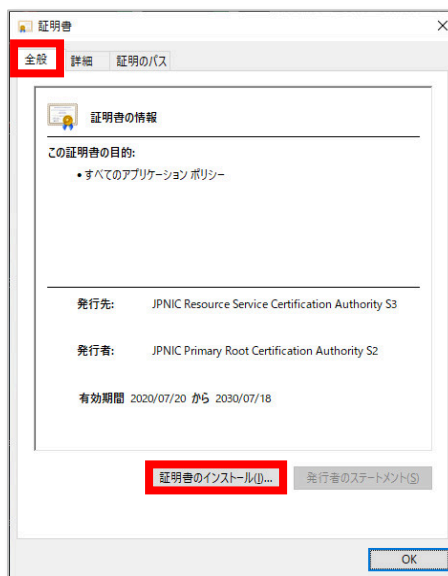 証明書
全般 詳細 証明のパス
証明書の情報
この証明書の目的:
• すべてのアプリケーション ポリシー
発行先: JPNIC Resource Service Certification Authority S3
発行者: JPNIC Primary Root Certification Authority S2
有効期間 2020/07/20 から 2030/07/18
証明書のインストール(I)... 発行者のステートメント(S)
OK